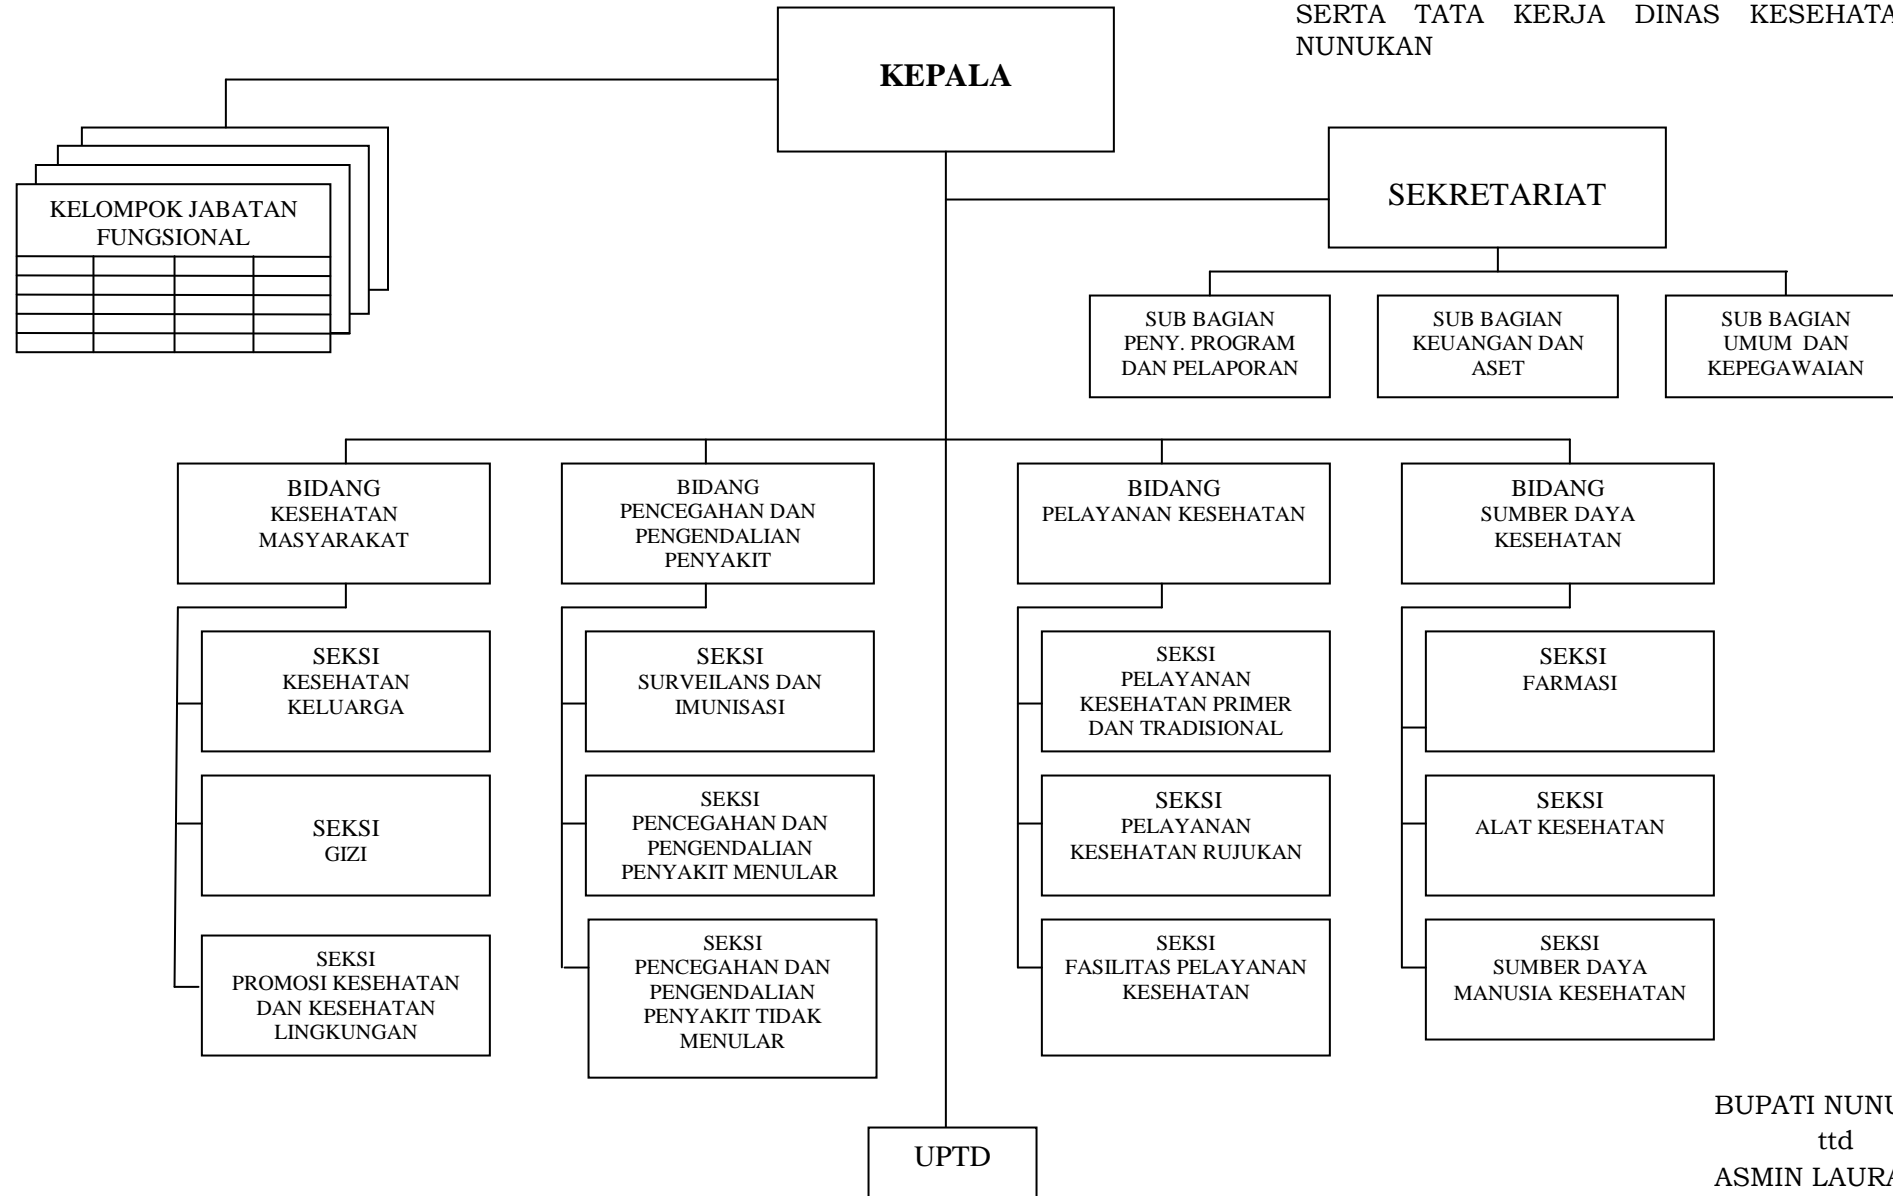 SERTA TATA KERJA DINAS
NUNUKAN
KEPALA
KELOMPOK JABATAN
FUNGSIONAL
SEKRETARIAT
SUB BAGIAN
PENY. PROGRAM
DAN PELAPORAN
SUB BAGIAN
KEUANGAN DAN
ASET
SUB BAGIAN
UMUM DAN
KEPEGAWAIAN
BIDANG
KESEHATAN
MASYARAKAT
BIDANG
PENCEGAHAN DAN
PENGENDALIAN
PENYAKIT
BIDANG
PELAYANAN KESEHATAN
BIDANG
SUMBER DAYA
KESEHATAN
SEKSI
KESEHATAN
KELUARGA
SEKSI
GIZI
SEKSI
PROMOSI KESEHATAN
DAN KESEHATAN
LINGKUNGAN
SEKSI
SURVEILANS DAN
IMUNISASI
SEKSI
PENCEGAHAN DAN
PENGENDALIAN
PENYAKIT MENULAR
SEKSI
PENCEGAHAN DAN
PENGENDALIAN
PENYAKIT TIDAK
MENULAR
SEKSI
PELAYANAN
KESEHATAN PRIMER
DAN TRADISIONAL
SEKSI
PELAYANAN
KESEHATAN RUJUKAN
SEKSI
FASILITAS PELAYANAN
KESEHATAN
SEKSI
FARMASI
SEKSI
ALAT KESEHATAN
SEKSI
SUMBER DAYA
MANUSIA KESEHATAN
UPTD
BUPATI
ttd
ASMIN